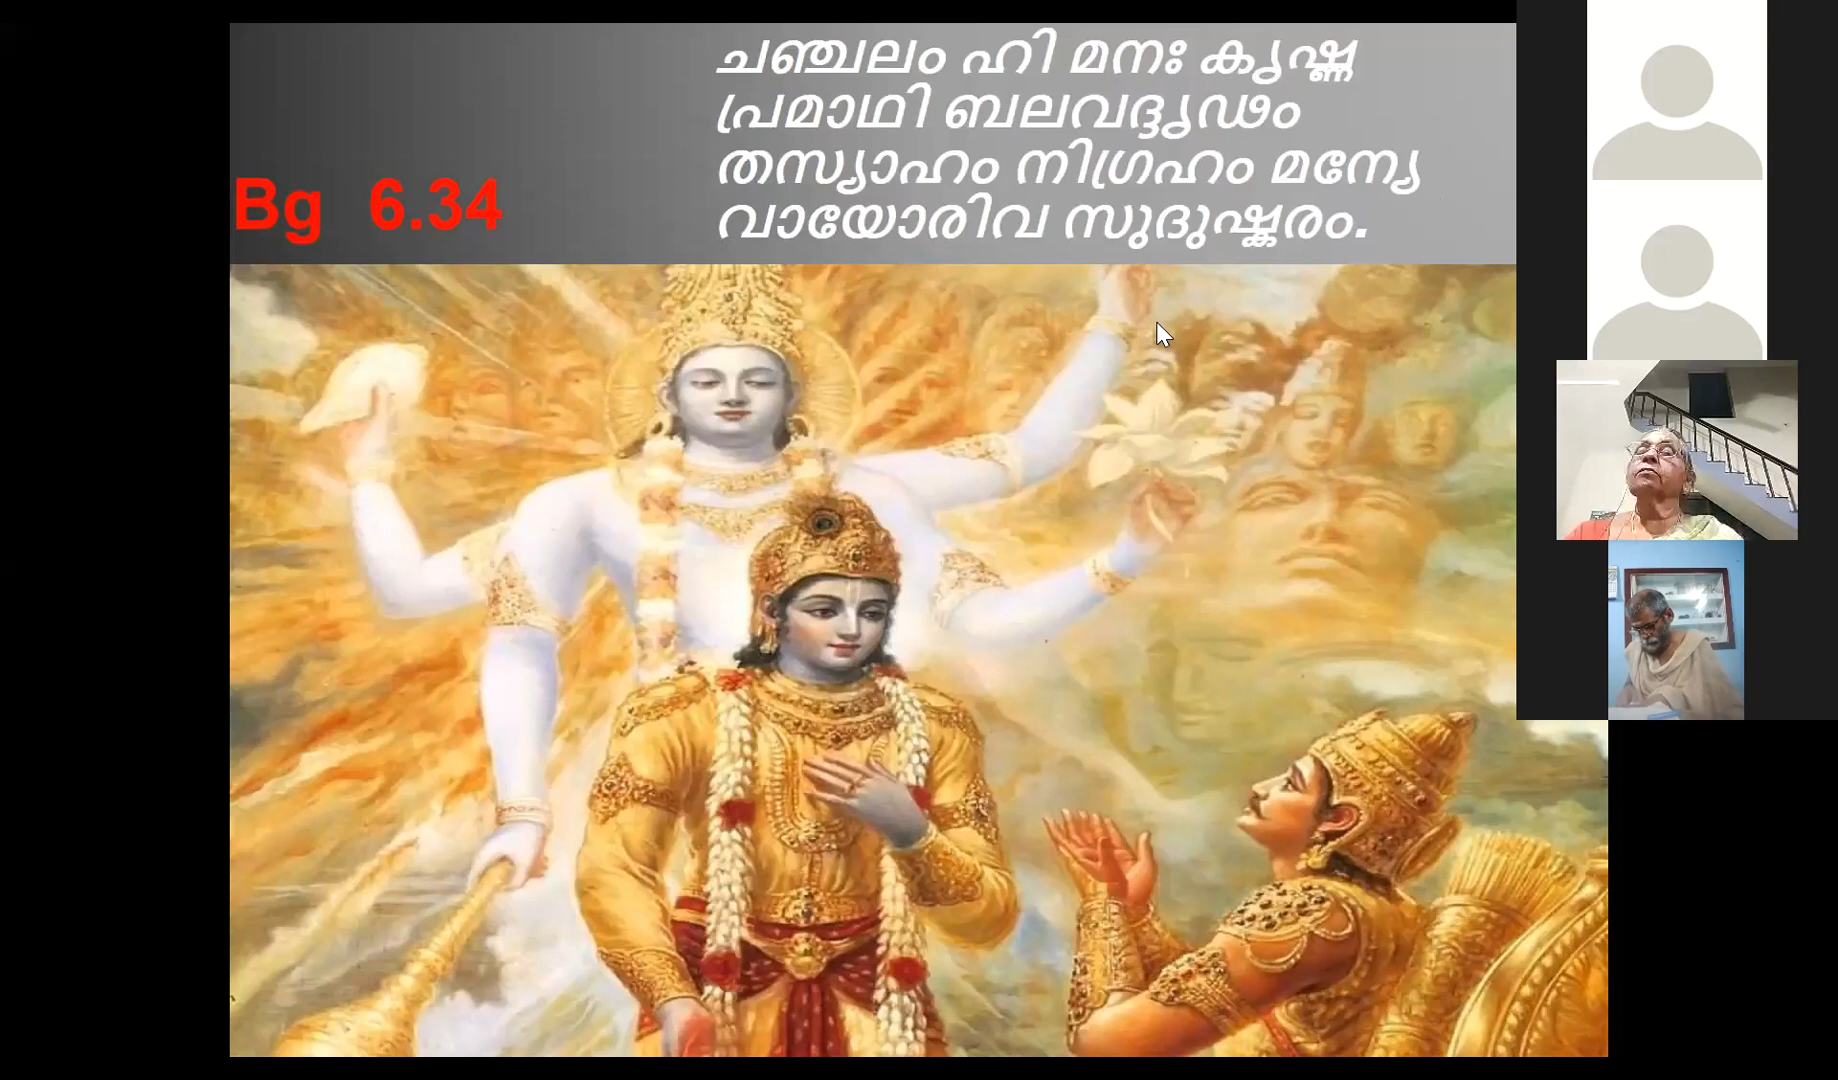 ചഞ്ചലം ഹി മനഃ കൃഷ്ണ
പ്രമാഥി ബലവദ്ദൃഢം
തസ്യാഹം നിഗ്രഹം മന്യേ
വായോരിവ സുദുഷ്കരം.
Bg 6.34